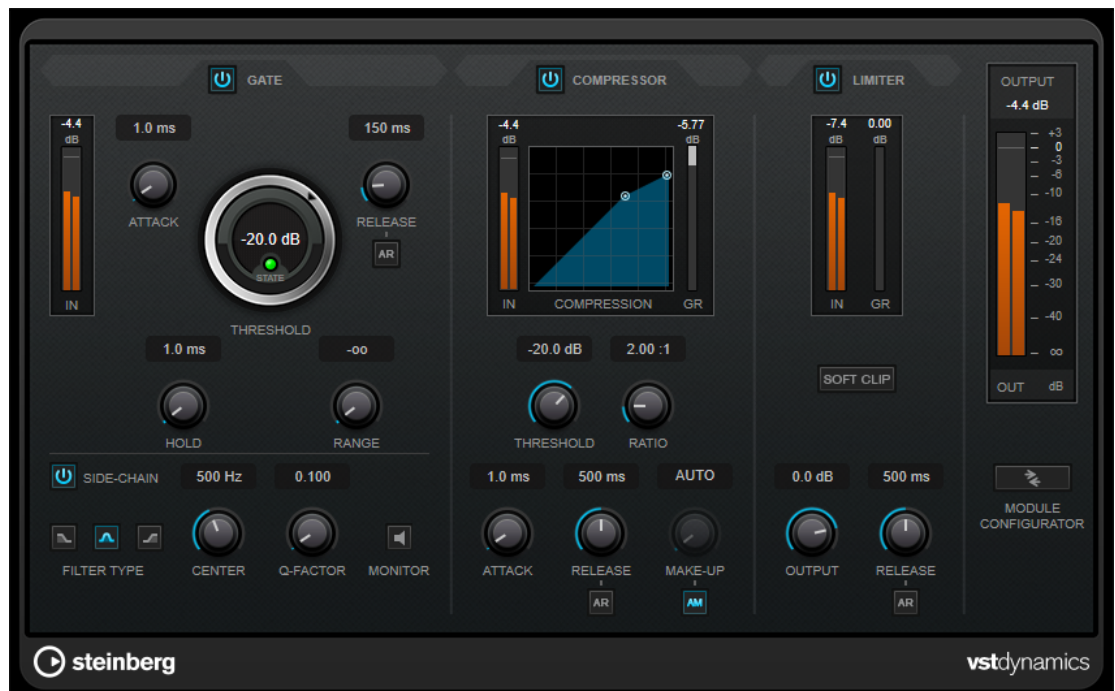 GATE
-4.4
dB
1.0 ms
150 ms
ATTACK
RELEASE
AR
-20.0 dB
STATE
IN
THRESHOLD
1.0 ms
-oo
HOLD
RANGE
SIDE-CHAIN
500 Hz
0.100
FILTER TYPE
CENTER
Q-FACTOR
MONITOR
COMPRESSOR
-4.4
-5.77
dB
dB
IN
COMPRESSION
GR
-20.0 dB
2.00 :1
THRESHOLD
RATIO
1.0 ms
500 ms
AUTO
ATTACK
RELEASE
MAKE-UP
AR
AM
LIMITER
-7.4
0.00
dB
dB
IN
GR
SOFT CLIP
0.0 dB
500 ms
OUTPUT
RELEASE
AR
OUTPUT
-4.4 dB
+3
0
-3
-6
-10
-16
-20
-24
-30
-40
oo
OUT
dB
MODULE
CONFIGURATOR
steinberg
vstdynamics